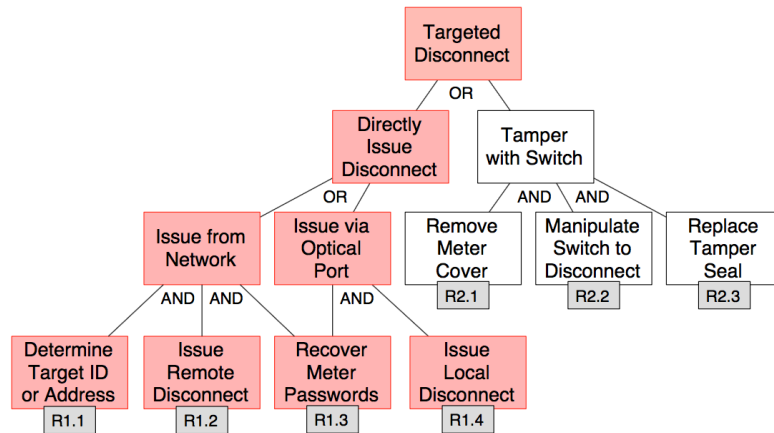 Targeted
Disconnect
OR
Directly
Issue
Disconnect
Tamper
with Switch
OR
AND
AND
Issue from
Network
Issue via
Optical
Port
Remove
Meter
Cover
R2.1
Manipulate
Switch to
Disconnect
R2.2
Replace
Tamper
Seal
R2.3
AND
AND
AND
Determine
Target ID
or Address
R1.1
Issue
Remote
Disconnect
R1.2
Recover
Meter
Passwords
R1.3
Issue
Local
Disconnect
R1.4